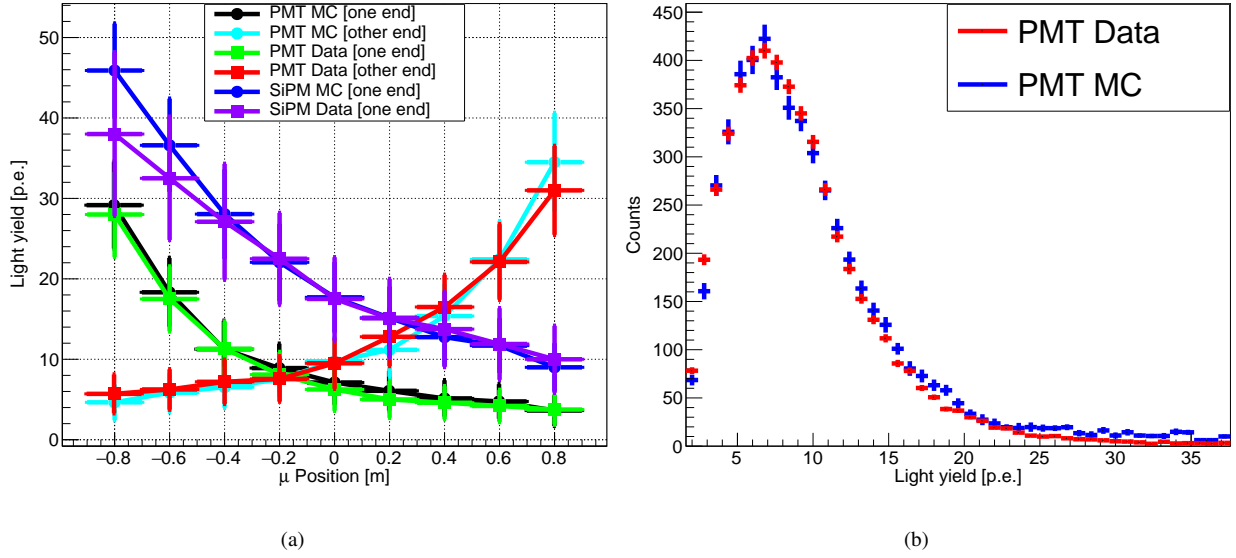 PMT MC [one end]
PMT MC [other end]
PMT Data [one end]
PMT Data [other end]
SiPM MC [one end]
SiPM Data [one end]
Light yield [p.e.]
50
40
30
20
10
0
−0.8 −0.6 −0.4 −0.2 0 0.2 0.4 0.6 0.8
μ Position [m]
(a)
PMT Data
PMT MC
Counts
450
400
350
300
250
200
150
100
50
0
5 10 15 20 25 30 35
Light yield [p.e.]
(b)